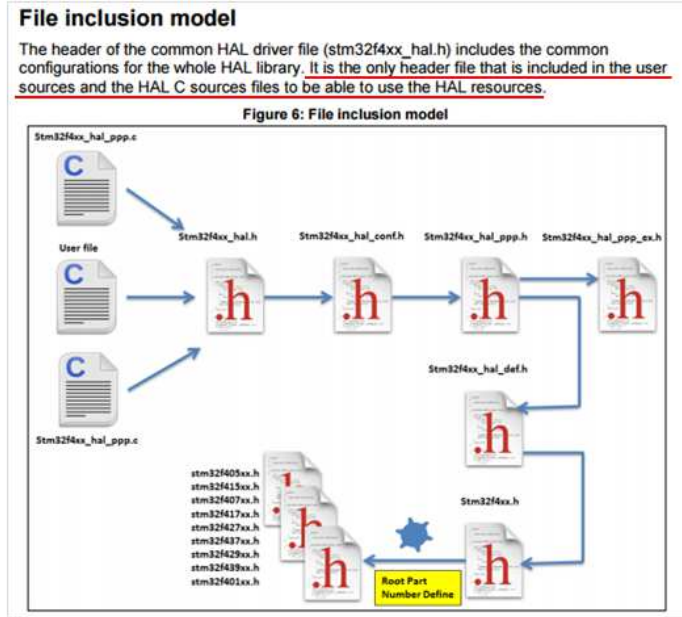 File inclusion model
The header of the common HAL driver file (stm32f4xx_hal.h) includes the common
configurations for the whole HAL library. It is the only header file that is included in the user
sources and the HAL C sources files to be able to use the HAL resources.
Figure 6: File inclusion model
Stm32f4xx_hal_ppp.c
C
User file
Stm32f4xx_hal.h
Stm32f4xx_hal_conf.h
Stm32f4xx_hal_ppp.h
Stm32f4xx_hal_ppp_ex.h
C
.h
.h
.h
.h
C
Stm32f4xx_hal_ppp.c
Stm32f4xx_hal_def.h
.h
stm32f405xx.h
stm32f415xx.h
stm32f407xx.h
stm32f417xx.h
stm32f427xx.h
stm32f437xx.h
stm32f429xx.h
stm32f439xx.h
stm32f401xx.h
.h
.h
.h
Root Part
Number Define
Stm32f4xx.h
.h